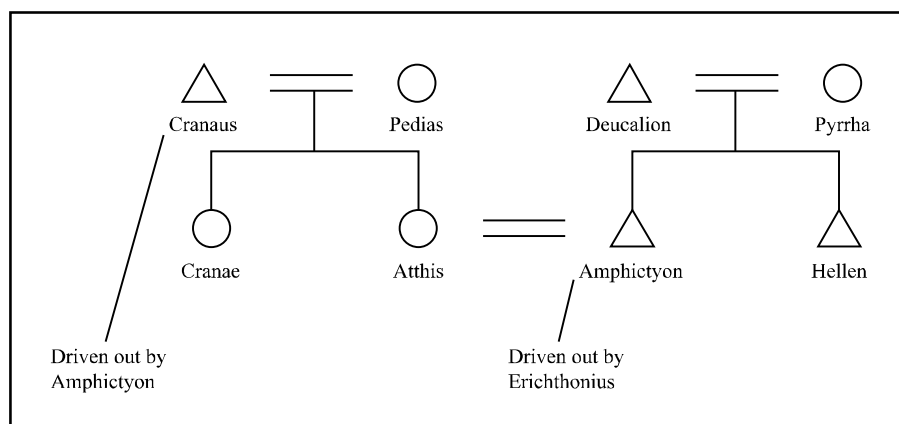 Cranaus
Pedias
Deucalion
Pyrrha
Cranae
Atthis
Amphictyon
Hellen
Driven out by
Amphictyon
Driven out by
Erichthonius